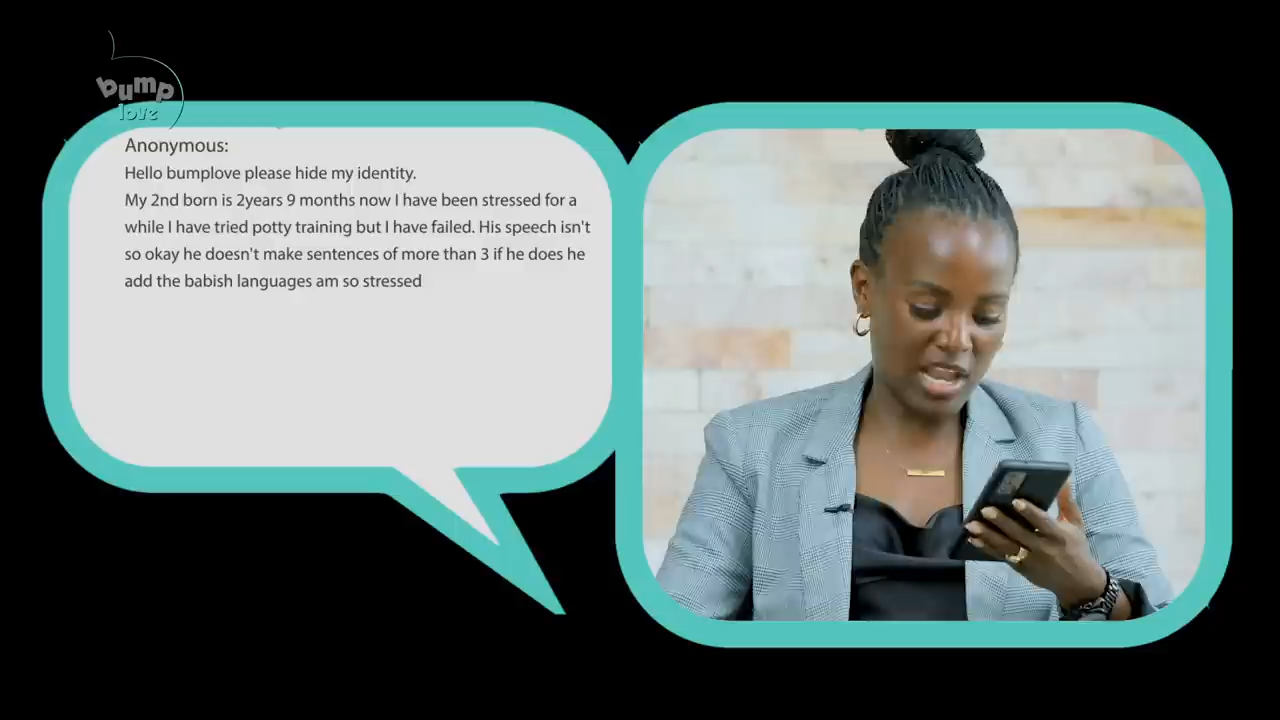 bump
love
Anonymous:
Hello bumplove please hide my identity.
My 2nd born is 2years 9 months now I have been stressed for a
while I have tried potty training but I have failed. His speech isn't
so okay he doesn't make sentences of more than 3 if he does he
add the babish languages am so stressed